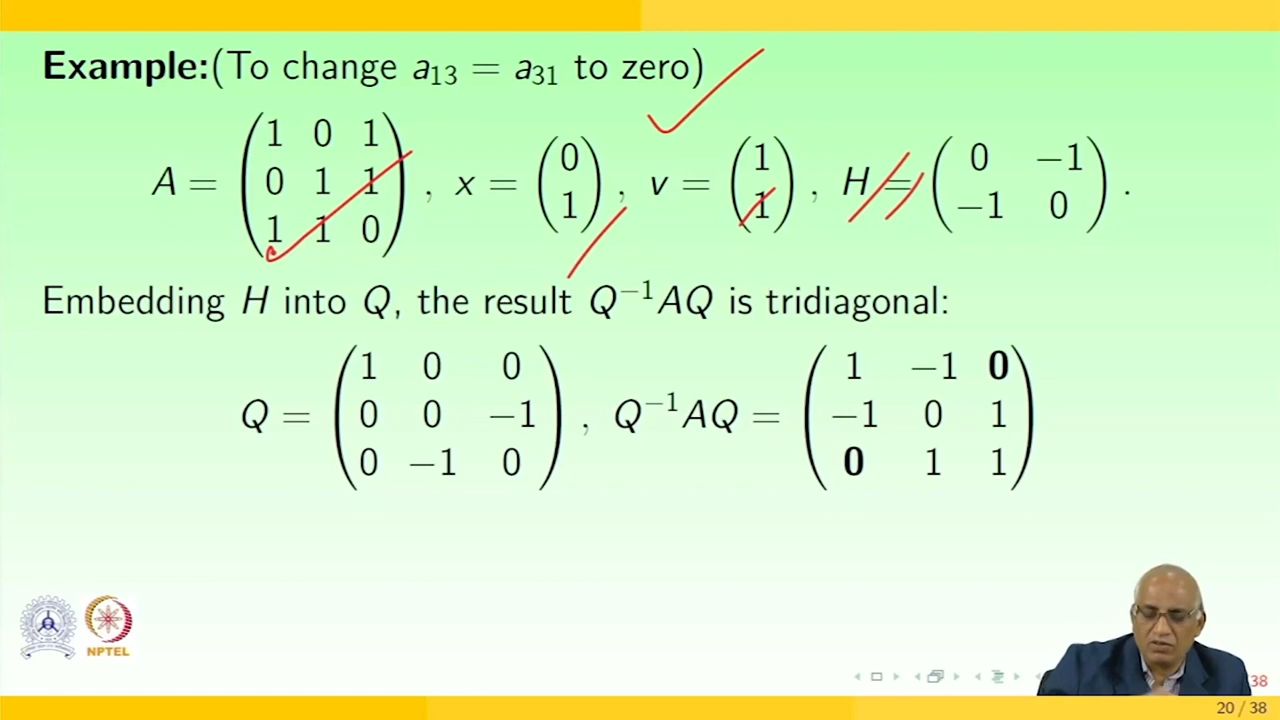 Example:(To change a₁₃ = a₃₁ to zero)
A = ( 1 0 1 ; 0 1 1 ; 1 1 0 ) , x = ( 0 ; 1 ) , v = ( 1 ; 1 ) , H = ( 0 −1 ; −1 0 ) .
Embedding H into Q, the result Q⁻¹AQ is tridiagonal:
Q = ( 1 0 0 ; 0 0 −1 ; 0 −1 0 ) , Q⁻¹AQ = ( 1 −1 0 ; −1 0 1 ; 0 1 1 )
NPTEL
38
20 / 38